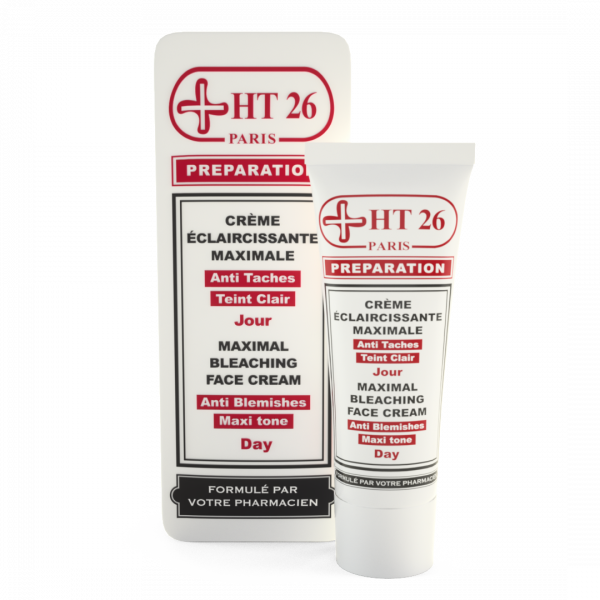 HT 26
PARIS
PREPARATION
CRÈME
ÉCLAIRCISSANTE
MAXIMALE
Anti Taches
Teint Clair
Jour
MAXIMAL
BLEACHING
FACE CREAM
Anti Blemishes
Maxi tone
Day
FORMULÉ PAR
VOTRE PHARMACIEN
HT 26
PARIS
PREPARATION
CRÈME
ÉCLAIRCISSANTE
MAXIMALE
Anti Taches
Teint Clair
Jour
MAXIMAL
BLEACHING
FACE CREAM
Anti Blemishes
Maxi tone
Day
FORMULÉ PAR VOTRE PHARMACIEN